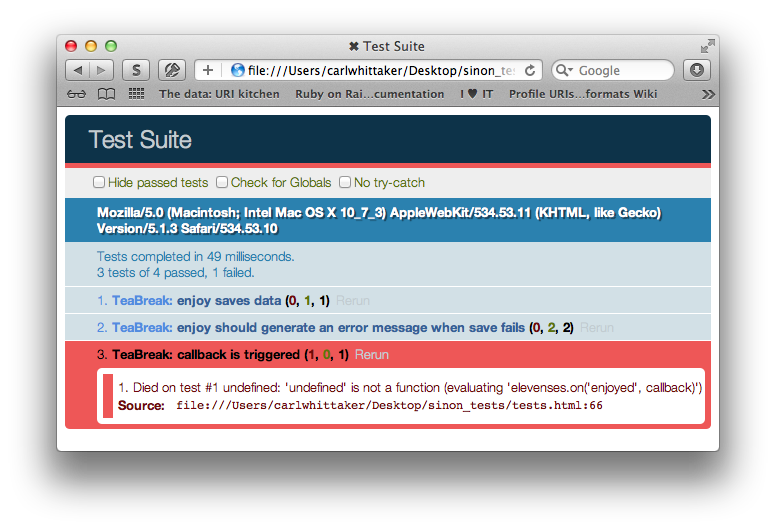 ✖ Test Suite
S
+ file:///Users/carlwhittaker/Desktop/sinon_te
Google
The data: URI kitchen Ruby on Rai...cumentation I ♥ IT Profile URIs...formats Wiki
Test Suite
Hide passed tests Check for Globals No try-catch
Mozilla/5.0 (Macintosh; Intel Mac OS X 10_7_3) AppleWebKit/534.53.11 (KHTML, like Gecko)
Version/5.1.3 Safari/534.53.10
Tests completed in 49 milliseconds.
3 tests of 4 passed, 1 failed.
1. TeaBreak: enjoy saves data (0, 1, 1) Rerun
2. TeaBreak: enjoy should generate an error message when save fails (0, 2, 2) Rerun
3. TeaBreak: callback is triggered (1, 0, 1) Rerun
1. Died on test #1 undefined: 'undefined' is not a function (evaluating 'elevenses.on('enjoyed', callback)')
Source: file:///Users/carlwhittaker/Desktop/sinon_tests/tests.html:66